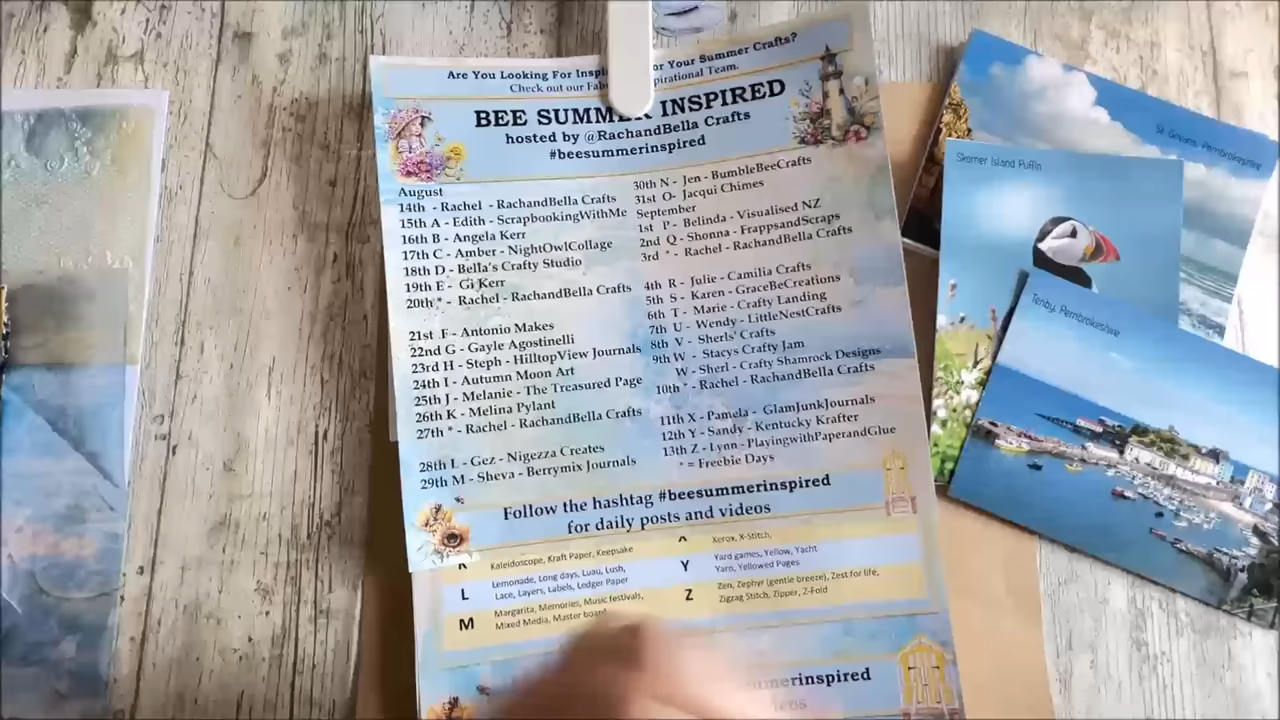 Are You Looking For Inspi or Your Summer Crafts?
Check out our Fab pirational Team.
BEE SUMMER INSPIRED
hosted by @RachandBella Crafts
#beesummerinspired
August
14th - Rachel - RachandBella Crafts
15th A - Edith - ScrapbookingWithMe
16th B - Angela Kerr
17th C - Amber - NightOwlCollage
18th D - Bella's Crafty Studio
19th E - Gi Kerr
20th * - Rachel - RachandBella Crafts
21st F - Antonio Makes
22nd G - Gayle Agostinelli
23rd H - Steph - HilltopView Journals
24th I - Autumn Moon Art
25th J - Melanie - The Treasured Page
26th K - Melina Pylant
27th * - Rachel - RachandBella Crafts
28th L - Gez - Nigezza Creates
29th M - Sheva - Berrymix Journals
30th N - Jen - BumbleBeeCrafts
31st O- Jacqui Chimes
September
1st P - Belinda - Visualised NZ
2nd Q - Shonna - FrappsandScraps
3rd * - Rachel - RachandBella Crafts
4th R - Julie - Camilia Crafts
5th S - Karen - GraceBeCreations
6th T - Marie - Crafty Landing
7th U - Wendy - LittleNestCrafts
8th V - Sherls' Crafts
9th W - Stacys Crafty Jam
W - Sherl - Crafty Shamrock Designs
10th * - Rachel - RachandBella Crafts
11th X - Pamela - GlamJunkJournals
12th Y - Sandy - Kentucky Krafter
13th Z - Lynn - PlayingwithPaperandGlue
* = Freebie Days
Follow the hashtag #beesummerinspired
for daily posts and videos
Kaleidoscope, Kraft Paper, Keepsake
L Lemonade, Long days, Luau, Lush,
Lace, Layers, Labels, Ledger Paper
M Margarita, Memories, Music festivals,
Mixed Media, Master board
Xerox, X-Stitch,
Y Yard games, Yellow, Yacht
Yarn, Yellowed Pages
Z Zen, Zephyr (gentle breeze), Zest for life,
Zigzag Stitch, Zipper, Z-Fold
merinspired
St. Govans, Pembrokeshire
Skomer Island Puffin
Tenby, Pembrokeshire